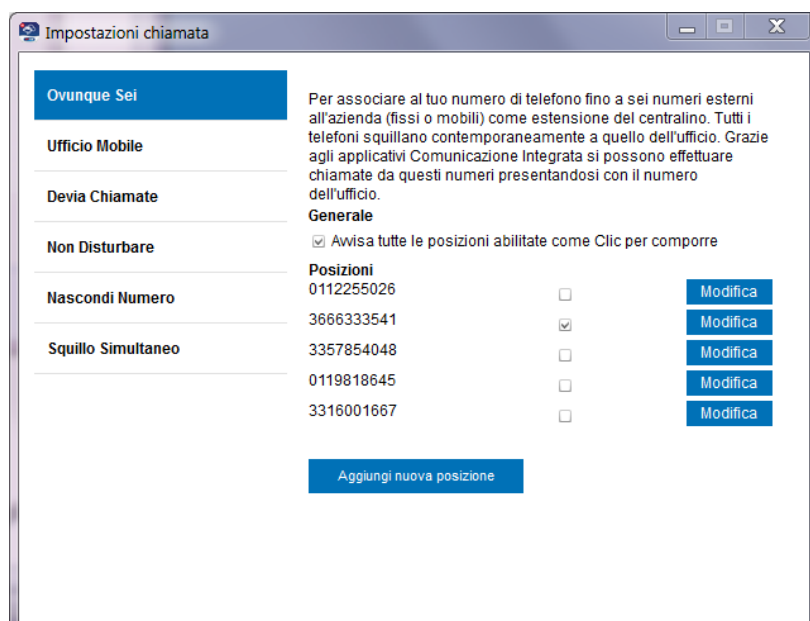 Impostazioni chiamata
Ovunque Sei
Ufficio Mobile
Devia Chiamate
Non Disturbare
Nascondi Numero
Squillo Simultaneo
Per associare al tuo numero di telefono fino a sei numeri esterni
all'azienda (fissi o mobili) come estensione del centralino. Tutti i
telefoni squillano contemporaneamente a quello dell'ufficio. Grazie
agli applicativi Comunicazione Integrata si possono effettuare
chiamate da questi numeri presentandosi con il numero
dell'ufficio.
Generale
Avvisa tutte le posizioni abilitate come Clic per comporre
Posizioni
0112255026 Modifica
3666333541 Modifica
3357854048 Modifica
0119818645 Modifica
3316001667 Modifica
Aggiungi nuova posizione